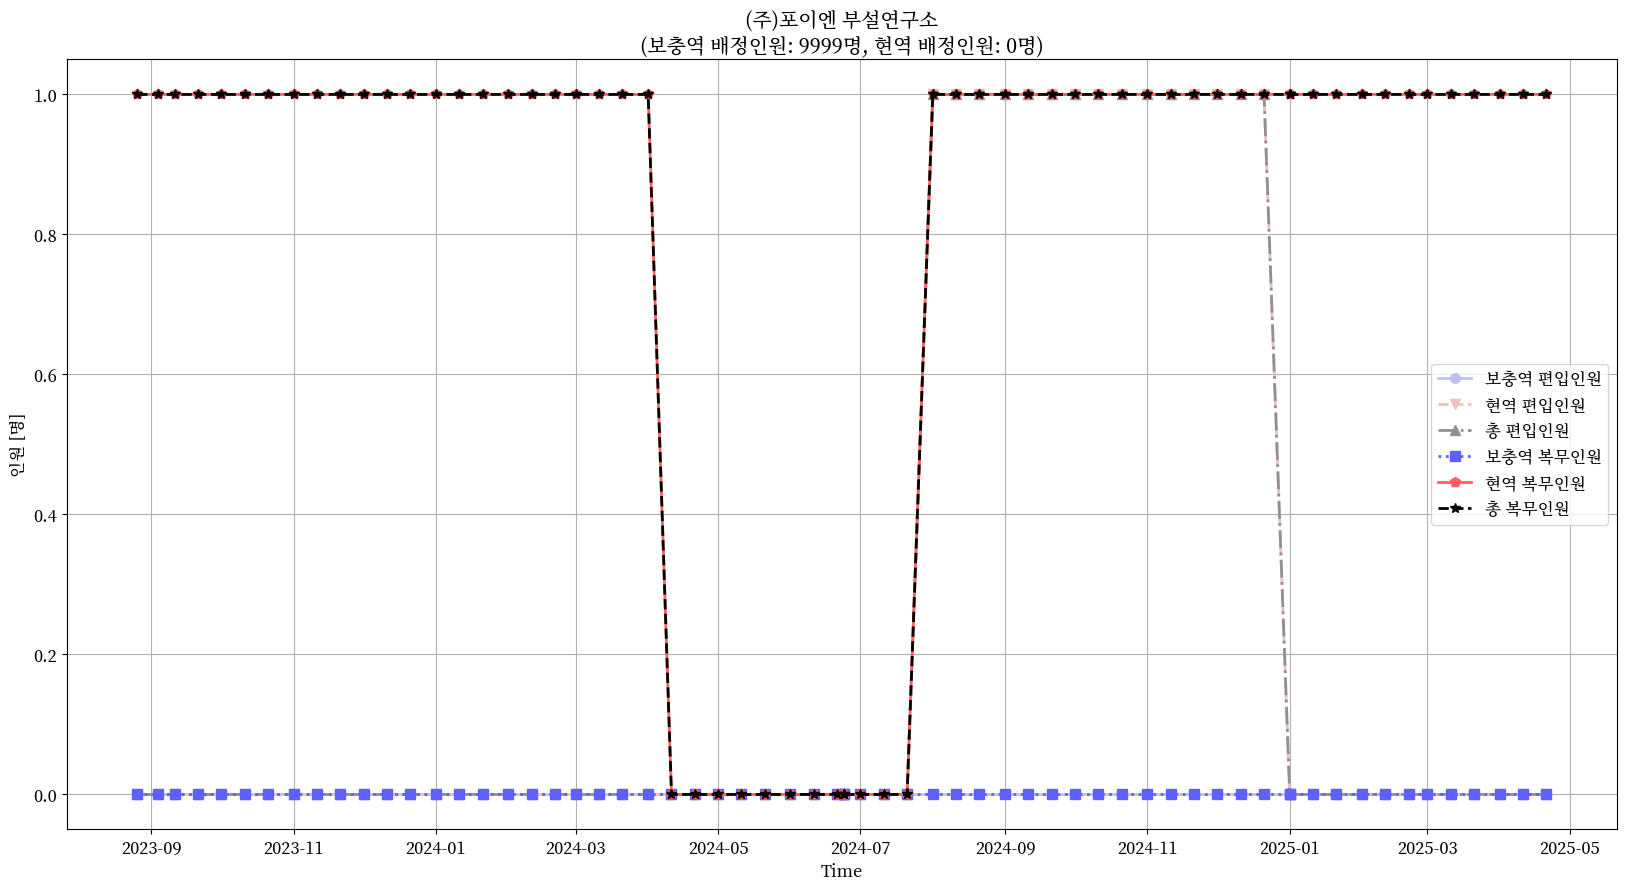 (주)포이엔 부설연구소
(보충역 배정인원: 9999명, 현역 배정인원: 0명)
1.0
0.8
0.6
0.4
0.2
0.0
인원 [명]
보충역 편입인원
현역 편입인원
총 편입인원
보충역 복무인원
현역 복무인원
총 복무인원
2023-09
2023-11
2024-01
2024-03
2024-05
2024-07
2024-09
2024-11
2025-01
2025-03
2025-05
Time